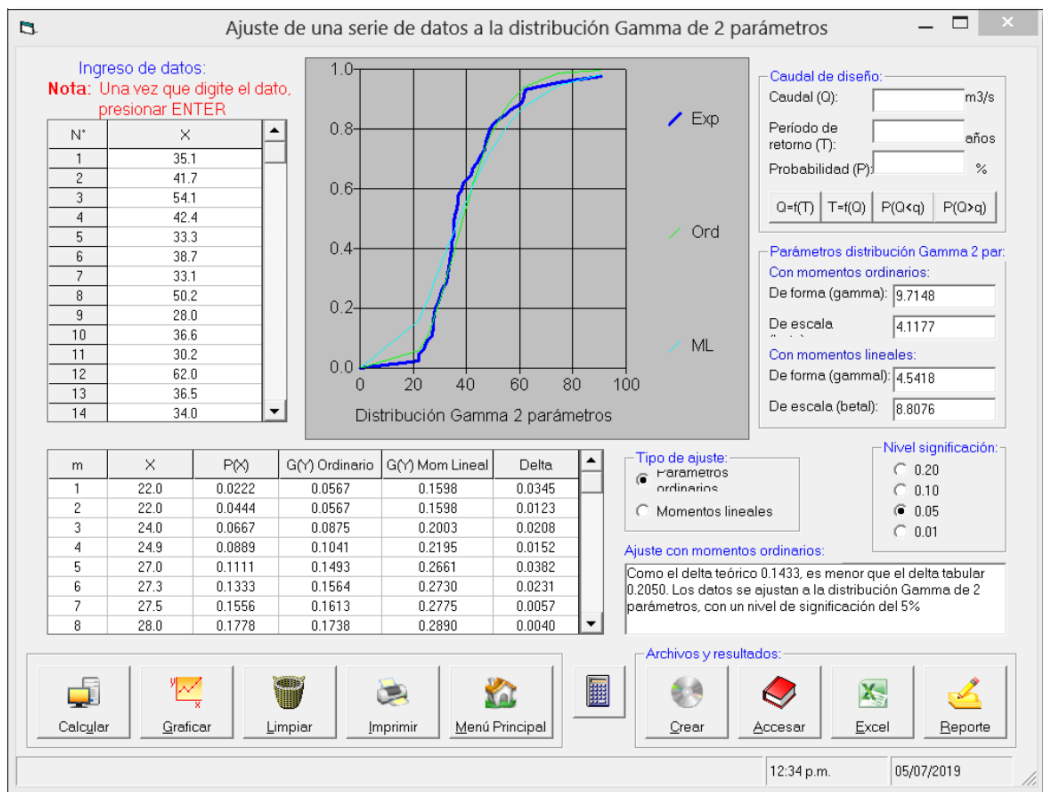 Ajuste de una serie de datos a la distribución Gamma de 2 parámetros
Ingreso de datos:
Nota: Una vez que digite el dato,
presionar ENTER
N° X
1 35.1
2 41.7
3 54.1
4 42.4
5 33.3
6 38.7
7 33.1
8 50.2
9 28.0
10 36.6
11 30.2
12 62.0
13 36.5
14 34.0
1.0
0.8
0.6
0.4
0.2
0.0
0 20 40 60 80 100
Exp
Ord
ML
Distribución Gamma 2 parámetros
Caudal de diseño:
Caudal (Q): m3/s
Período de
retorno (T): años
Probabilidad (P): %
Q=f(T) T=f(Q) P(Q<q) P(Q>q)
Parámetros distribución Gamma 2 par:
Con momentos ordinarios:
De forma (gamma): 9.7148
De escala 4.1177
Con momentos lineales:
De forma (gammal): 4.5418
De escala (betal): 8.8076
m X P(X) G(Y) Ordinario G(Y) Mom Lineal Delta
1 22.0 0.0222 0.0567 0.1598 0.0345
2 22.0 0.0444 0.0567 0.1598 0.0123
3 24.0 0.0667 0.0875 0.2003 0.0208
4 24.9 0.0889 0.1041 0.2195 0.0152
5 27.0 0.1111 0.1493 0.2661 0.0382
6 27.3 0.1333 0.1564 0.2730 0.0231
7 27.5 0.1556 0.1613 0.2775 0.0057
8 28.0 0.1778 0.1738 0.2890 0.0040
Tipo de ajuste:
Parámetros
ordinarios
Momentos lineales
Nivel significación:
0.20
0.10
0.05
0.01
Ajuste con momentos ordinarios:
Como el delta teórico 0.1433, es menor que el delta tabular
0.2050. Los datos se ajustan a la distribución Gamma de 2
parámetros, con un nivel de significación del 5%
Calcular Graficar Limpiar Imprimir Menú Principal
Archivos y resultados:
Crear Accesar Excel Reporte
12:34 p.m. 05/07/2019